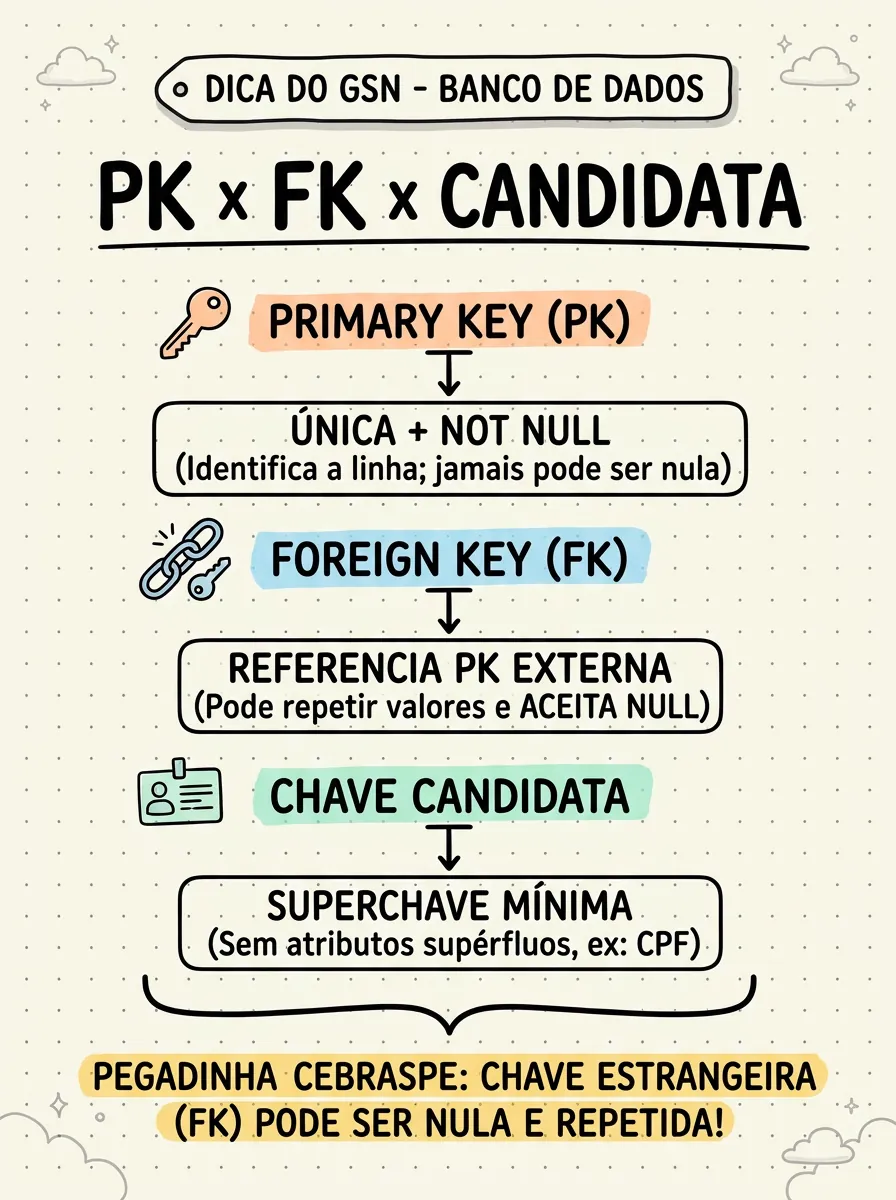 DICA DO GSN - BANCO DE DADOS
PK x FK x CANDIDATA
PRIMARY KEY (PK)
ÚNICA + NOT NULL
(Identifica a linha; jamais pode ser nula)
FOREIGN KEY (FK)
REFERENCIA PK EXTERNA
(Pode repetir valores e ACEITA NULL)
CHAVE CANDIDATA
SUPERCHAVE MÍNIMA
(Sem atributos supérfluos, ex: CPF)
PEGADINHA CEBRASPE: CHAVE ESTRANGEIRA
(FK) PODE SER NULA E REPETIDA!